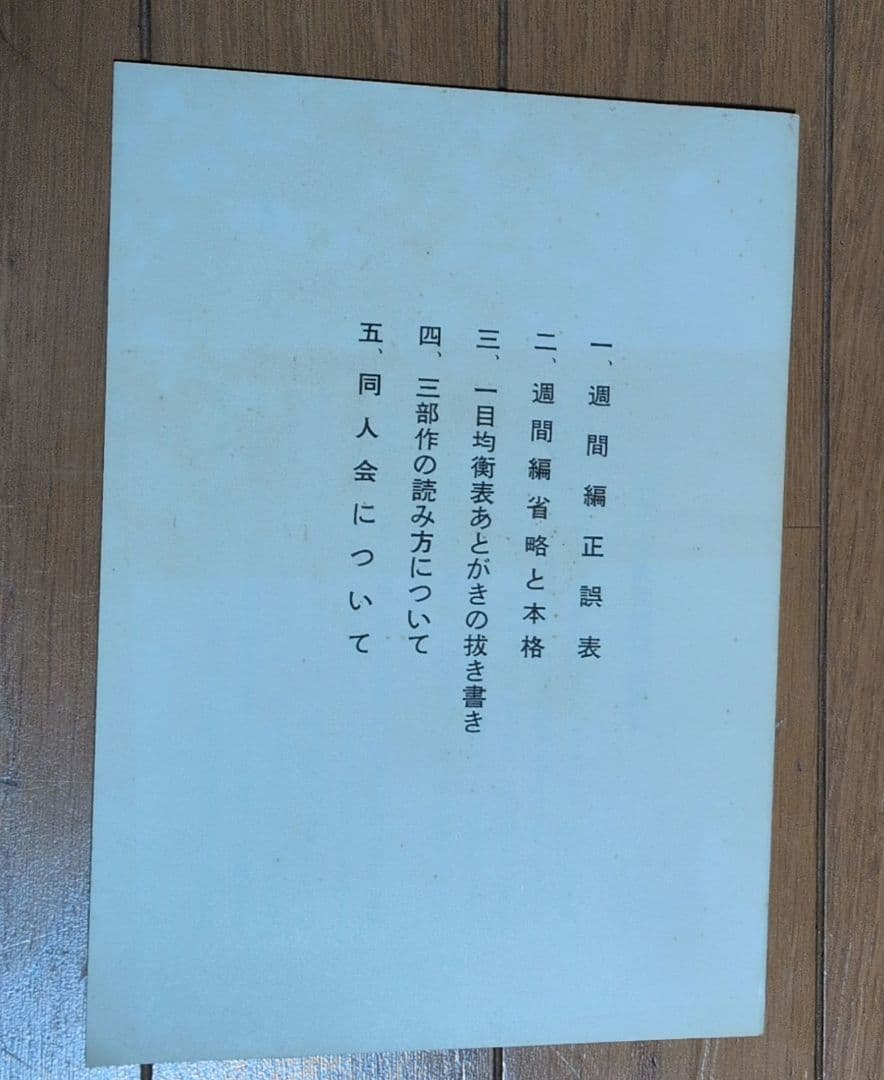 一、週間編正誤表
二、週間編省略と本格
三、一目均衡表あとがきの抜き書き
四、三部作の読み方について
五、同人会について